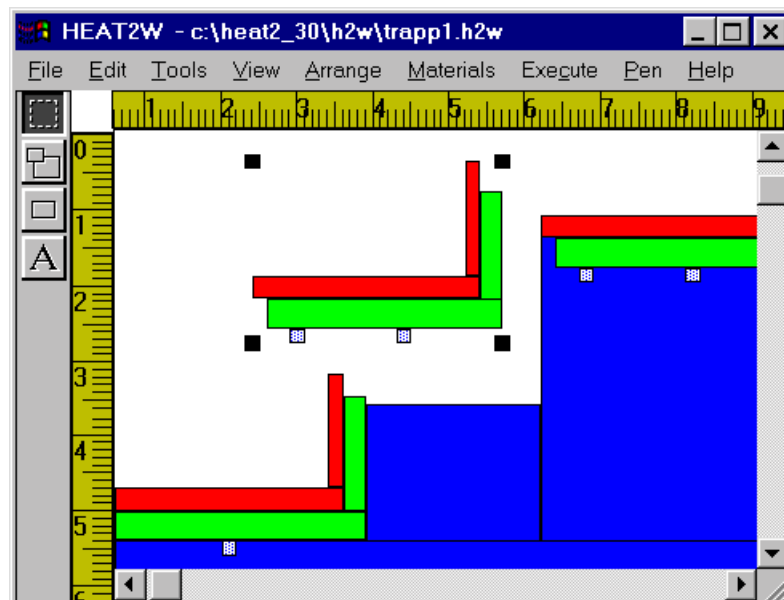 HEAT2W - c:\heat2_30\h2w\trapp1.h2w
File Edit Tools View Arrange Materials Execute Pen Help
1 2 3 4 5 6 7 8 9
0
1
2
3
4
5
6
A